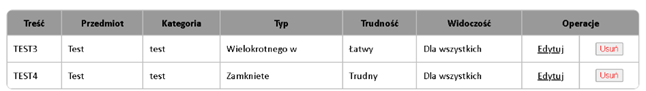 Treść Przedmiot Kategoria Typ Trudność Widoczość Operacje
TEST3 Test test Wielokrotnego w Łatwy Dla wszystkich Edytuj Usuń
TEST4 Test test Zamkniete Trudny Dla wszystkich Edytuj Usuń